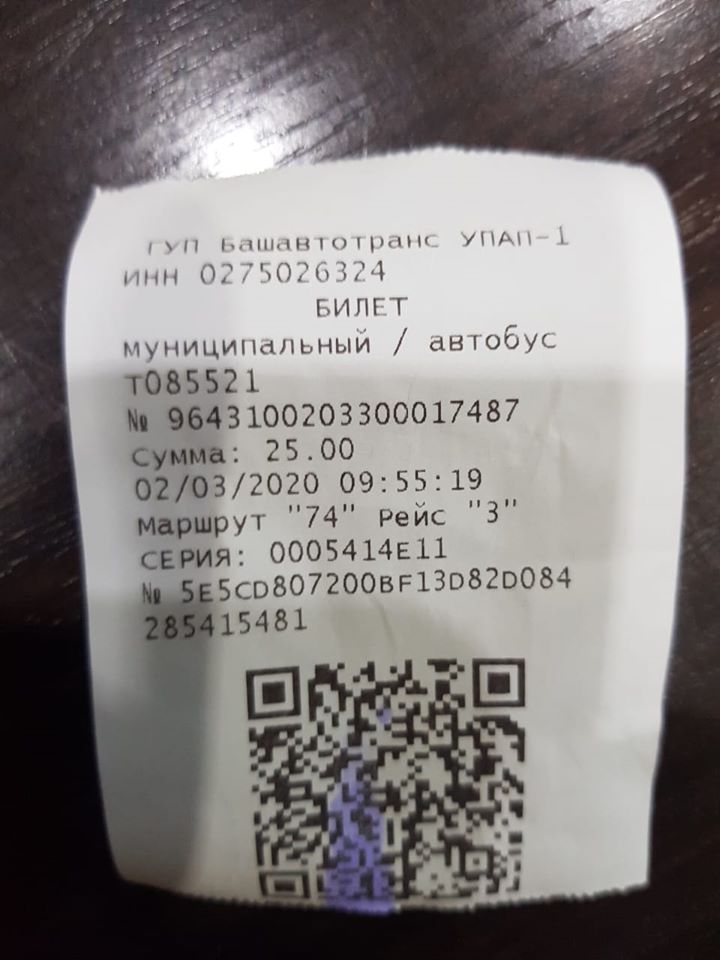 ГУП Башавтотранс УПАП-1
ИНН 0275026324
БИЛЕТ
муниципальный / автобус
Т085521
№ 9643100203300017487
Сумма: 25.00
02/03/2020 09:55:19
Маршрут "74" Рейс "3"
СЕРИЯ: 0005414E11
№ 5E5CD807200BF13D82D084
285415481